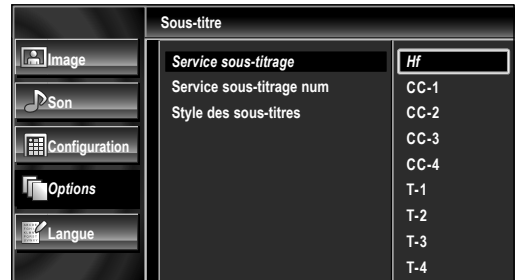 Sous-titre
Image
Son
Configuration
Options
Langue
Service sous-titrage
Service sous-titrage num
Style des sous-titres
Hf
CC-1
CC-2
CC-3
CC-4
T-1
T-2
T-3
T-4